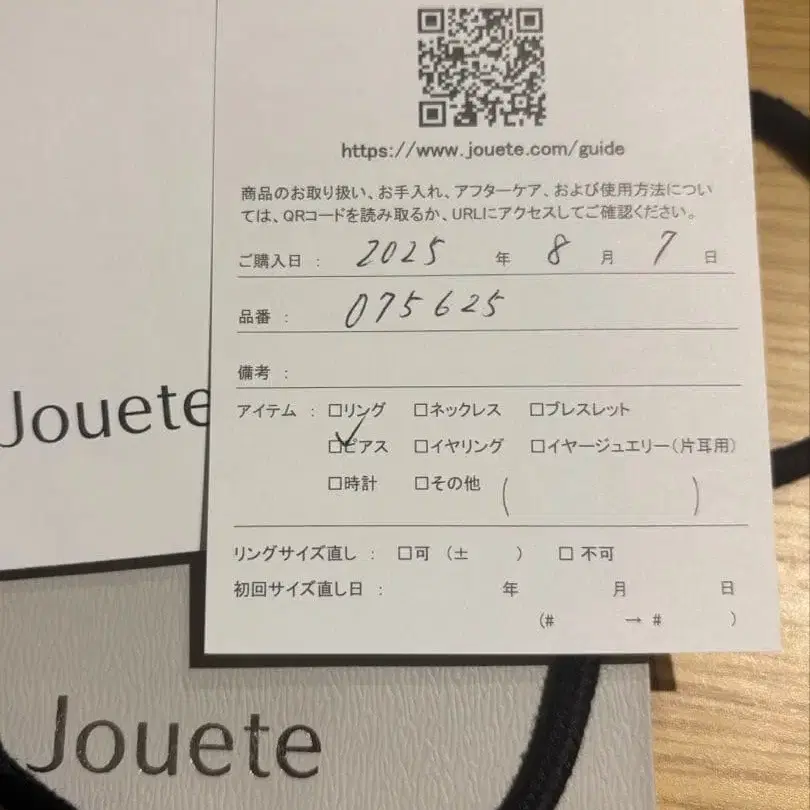 https://www.jouete.com/guide
商品のお取り扱い、お手入れ、アフターケア、および使用方法につい
ては、QRコードを読み取るか、URLにアクセスしてご確認ください。
ご購入日 : 2025 年 8 月 7 日
品番 : 075625
備考 :
アイテム : □リング □ネックレス □ブレスレット
☑ピアス □イヤリング □イヤージュエリー(片耳用)
□時計 □その他 ( )
リングサイズ直し : □可 (± ) □ 不可
初回サイズ直し日 : 年 月 日
(# → # )
Jouete
Jouete